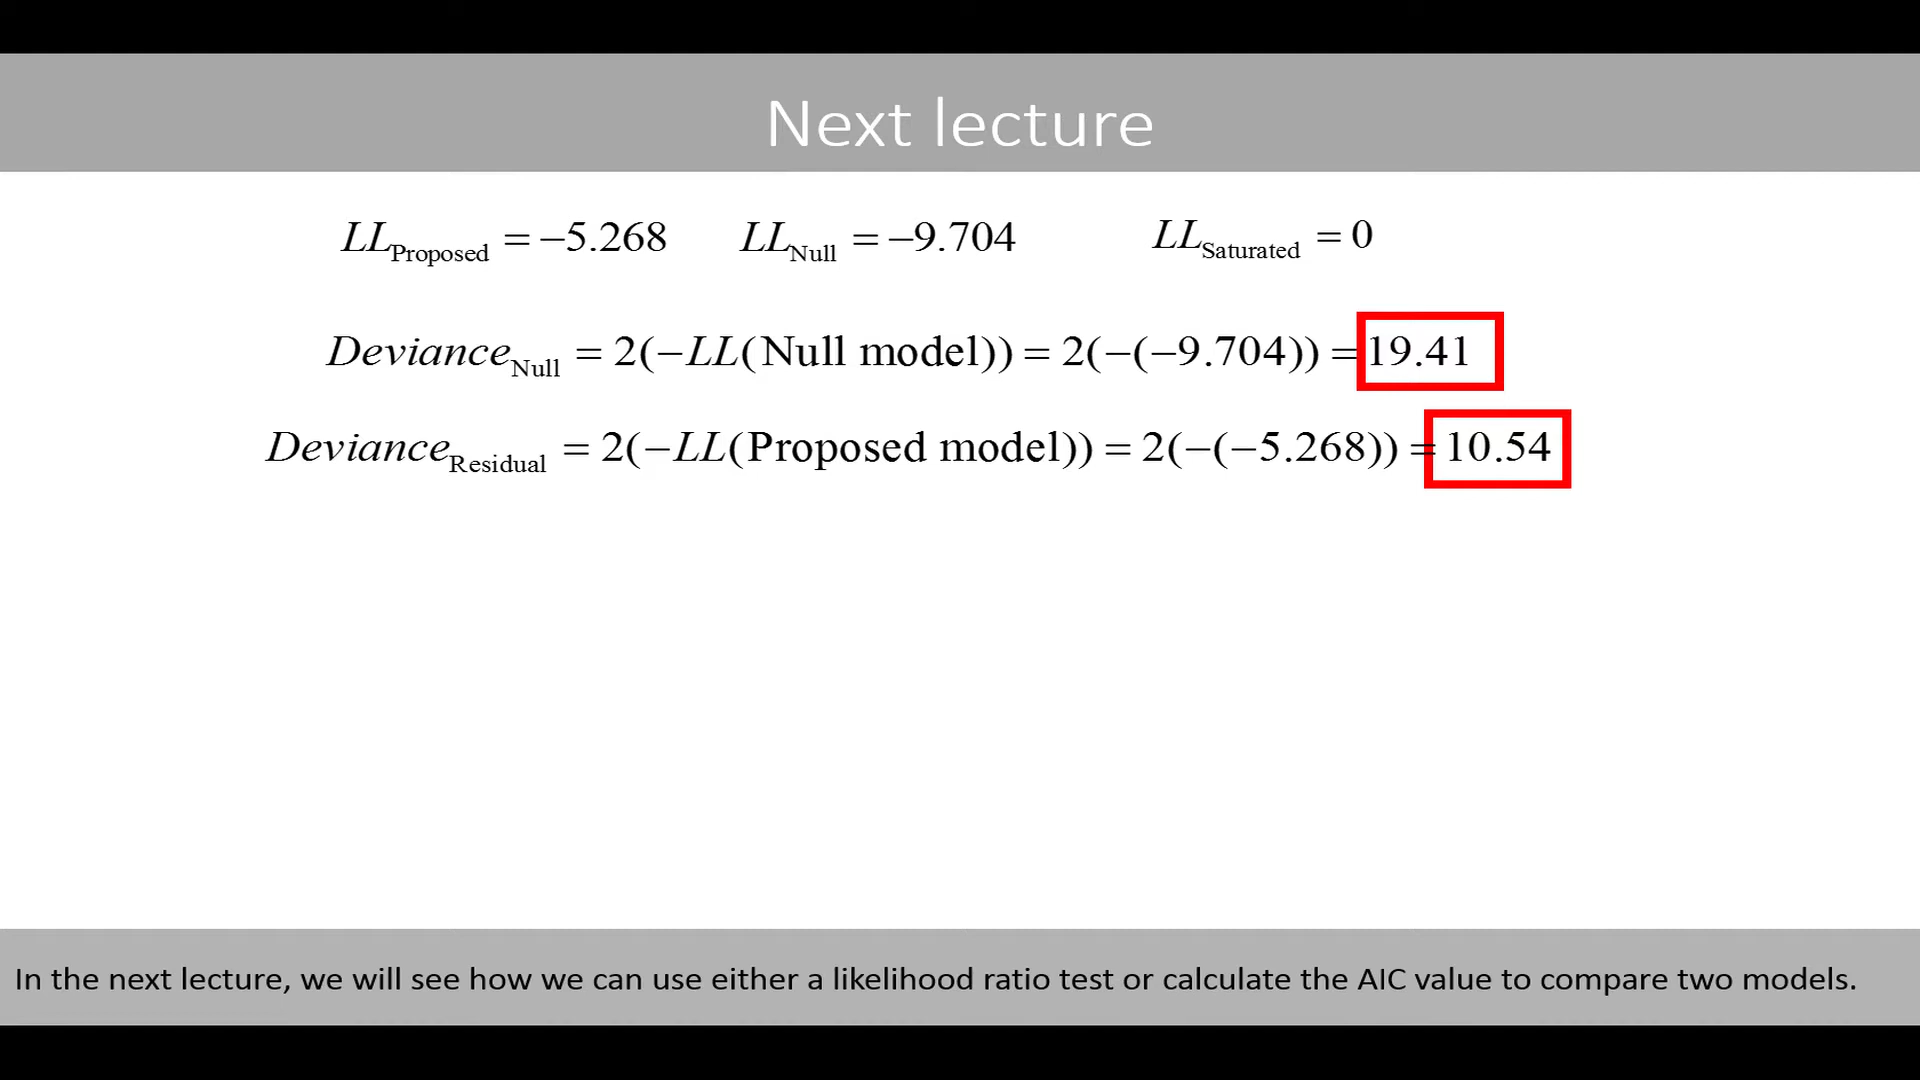 Next lecture
LL_Proposed = −5.268 LL_Null = −9.704 LL_Saturated = 0
Deviance_Null = 2(−LL(Null model)) = 2(−(−9.704)) = 19.41
Deviance_Residual = 2(−LL(Proposed model)) = 2(−(−5.268)) = 10.54
In the next lecture, we will see how we can use either a likelihood ratio test or calculate the AIC value to compare two models.